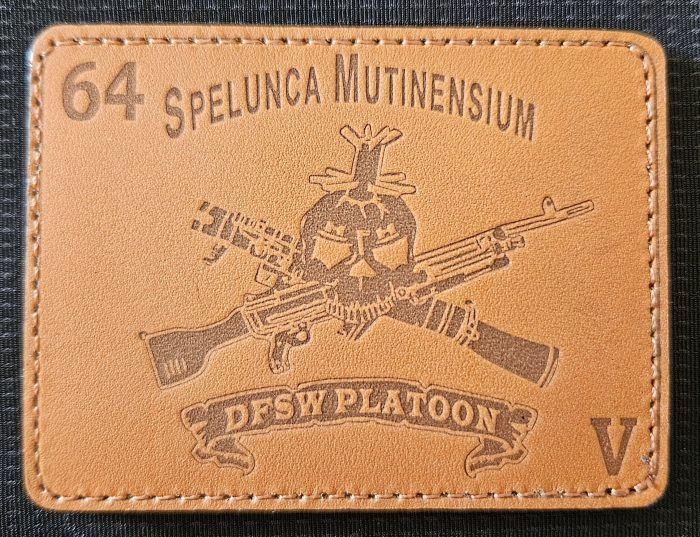 64
SPELUNCA MUTINENSIUM
DFSW PLATOON
V